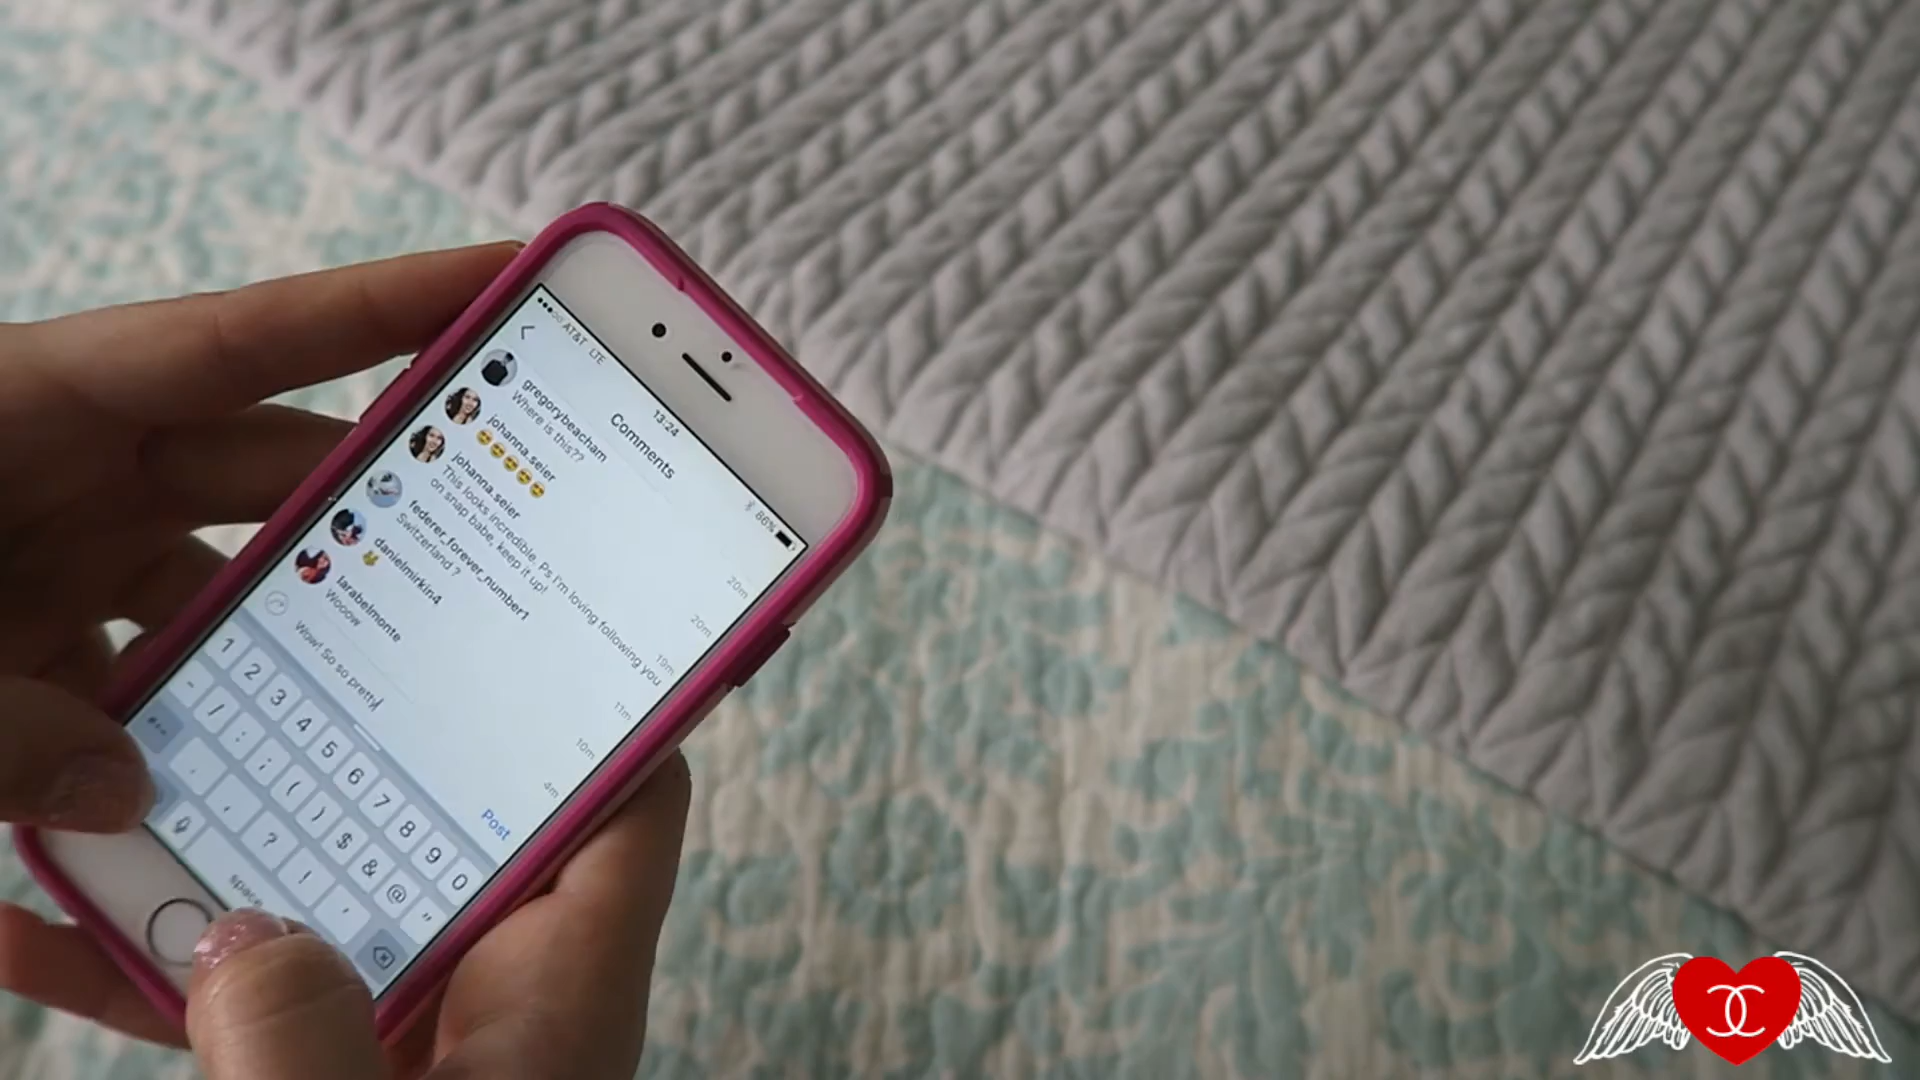 AT&T LTE
13:24
86%
Comments
gregorybeacham
Where is this??
20m
johanna.seier
😍😍😍😍😍
20m
johanna.seier
This looks incredible. Ps I'm loving following you
on snap babe, keep it up!
19m
federer_forever_number1
Switzerland ?
11m
danielmirkin4
10m
larabelmonte
Wooow
4m
Wow! So so pretty
Post
1 2 3 4 5 6 7 8 9 0
- / : ; ( ) $ & @ "
#+= . , ? ! '
space